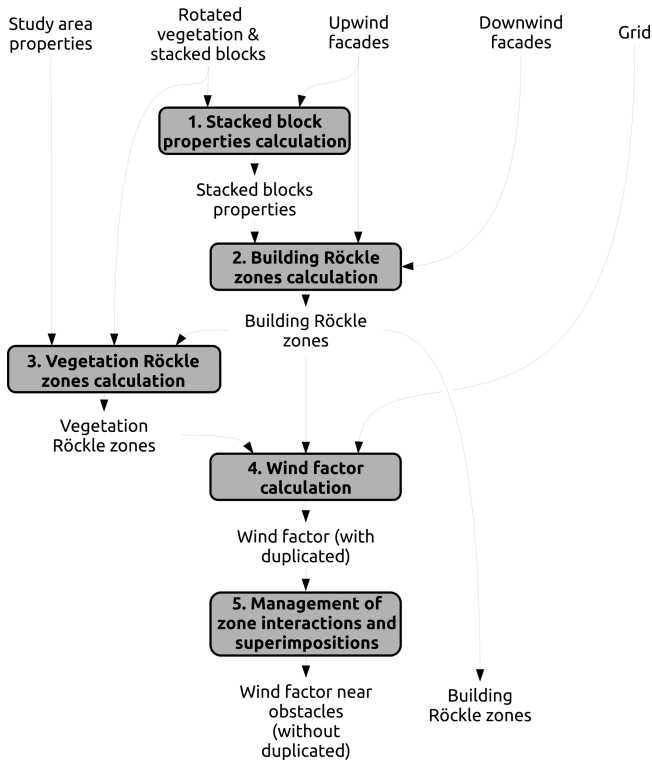 Study area
properties
Rotated
vegetation &
stacked blocks
Upwind
facades
Downwind
facades
Grid
1. Stacked block
properties calculation
Stacked blocks
properties
2. Building Röckle
zones calculation
Building Röckle
zones
3. Vegetation Röckle
zones calculation
Vegetation
Röckle zones
4. Wind factor
calculation
Wind factor (with
duplicated)
5. Management of
zone interactions and
superimpositions
Wind factor near
obstacles
(without
duplicated)
Building
Röckle zones